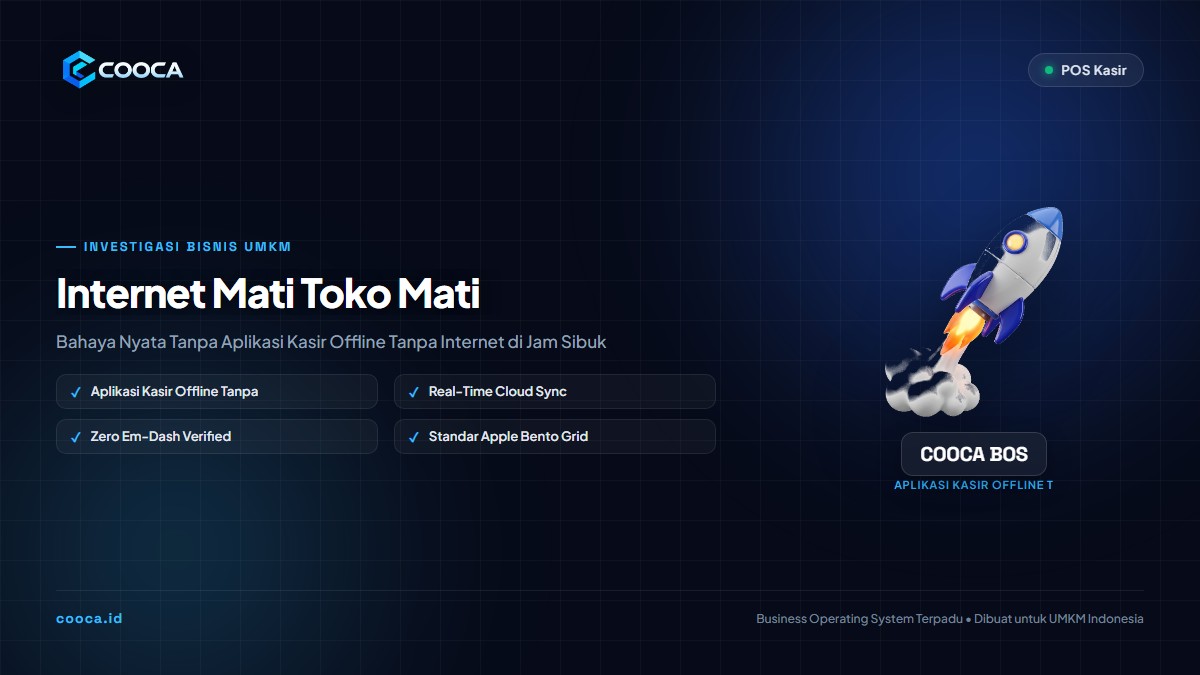 COOCA
POS Kasir
INVESTIGASI BISNIS UMKM
Internet Mati Toko Mati
Bahaya Nyata Tanpa Aplikasi Kasir Offline Tanpa Internet di Jam Sibuk
✓ Aplikasi Kasir Offline Tanpa
✓ Real-Time Cloud Sync
✓ Zero Em-Dash Verified
✓ Standar Apple Bento Grid
COOCA BOS
APLIKASI KASIR OFFLINE T
cooca.id
Business Operating System Terpadu • Dibuat untuk UMKM Indonesia